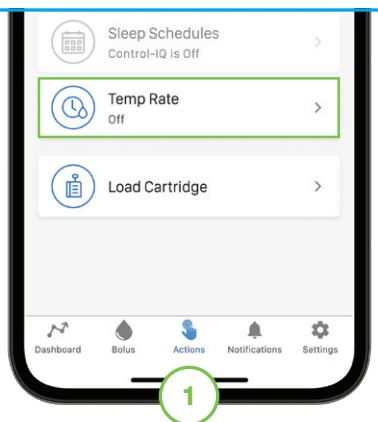 Sleep Schedules
Control-IQ is Off
Temp Rate
Off
Load Cartridge
Dashboard Bolus Actions Notifications Settings
1